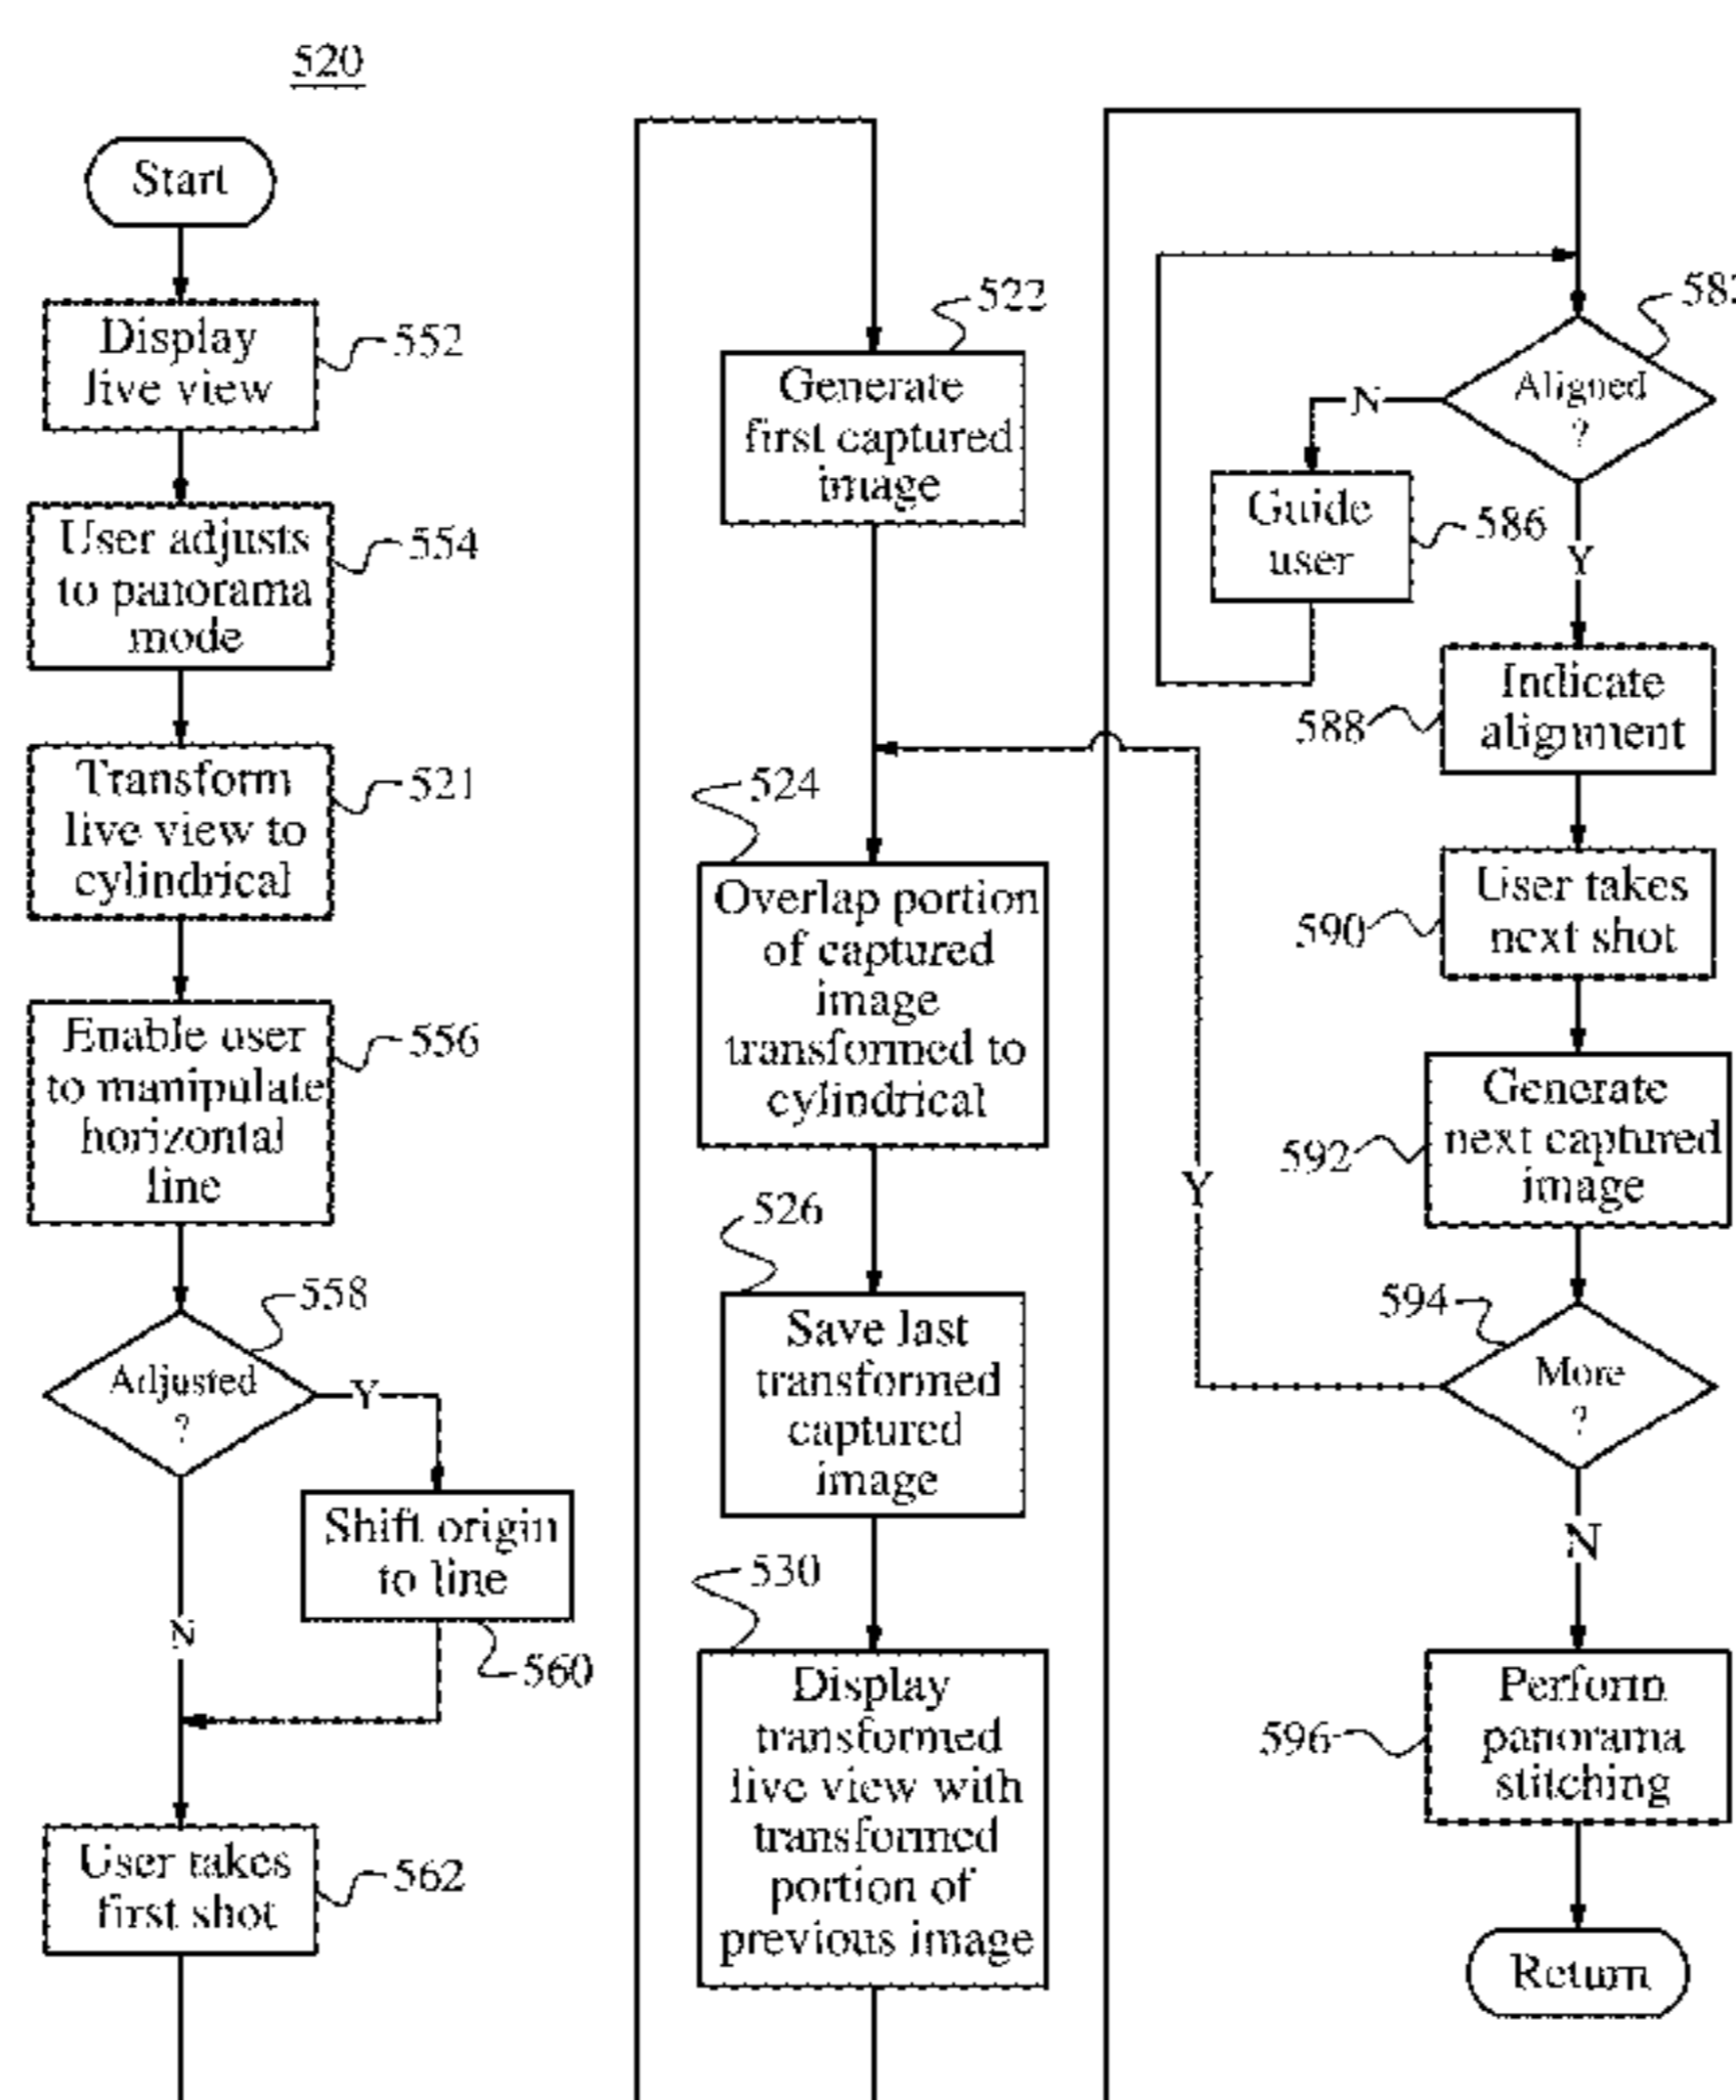 520
Start
Display
live view
552
User adjusts
to panorama
mode
554
Transform
live view to
cylindrical
521
Enable user
to manipulate
horizontal
line
556
Adjusted
?
558
Y
N
Shift origin
to line
560
User takes
first shot
562
522
Generate
first captured
image
524
Overlap portion
of captured
image
transformed to
cylindrical
526
Save last
transformed
captured
image
530
Display
transformed
live view with
transformed
portion of
previous image
Aligned
?
N
Guide
user
586
Y
Indicate
alignment
588
User takes
next shot
590
Generate
next captured
image
592
594
More
?
Y
N
Perform
panorama
stitching
596
Return